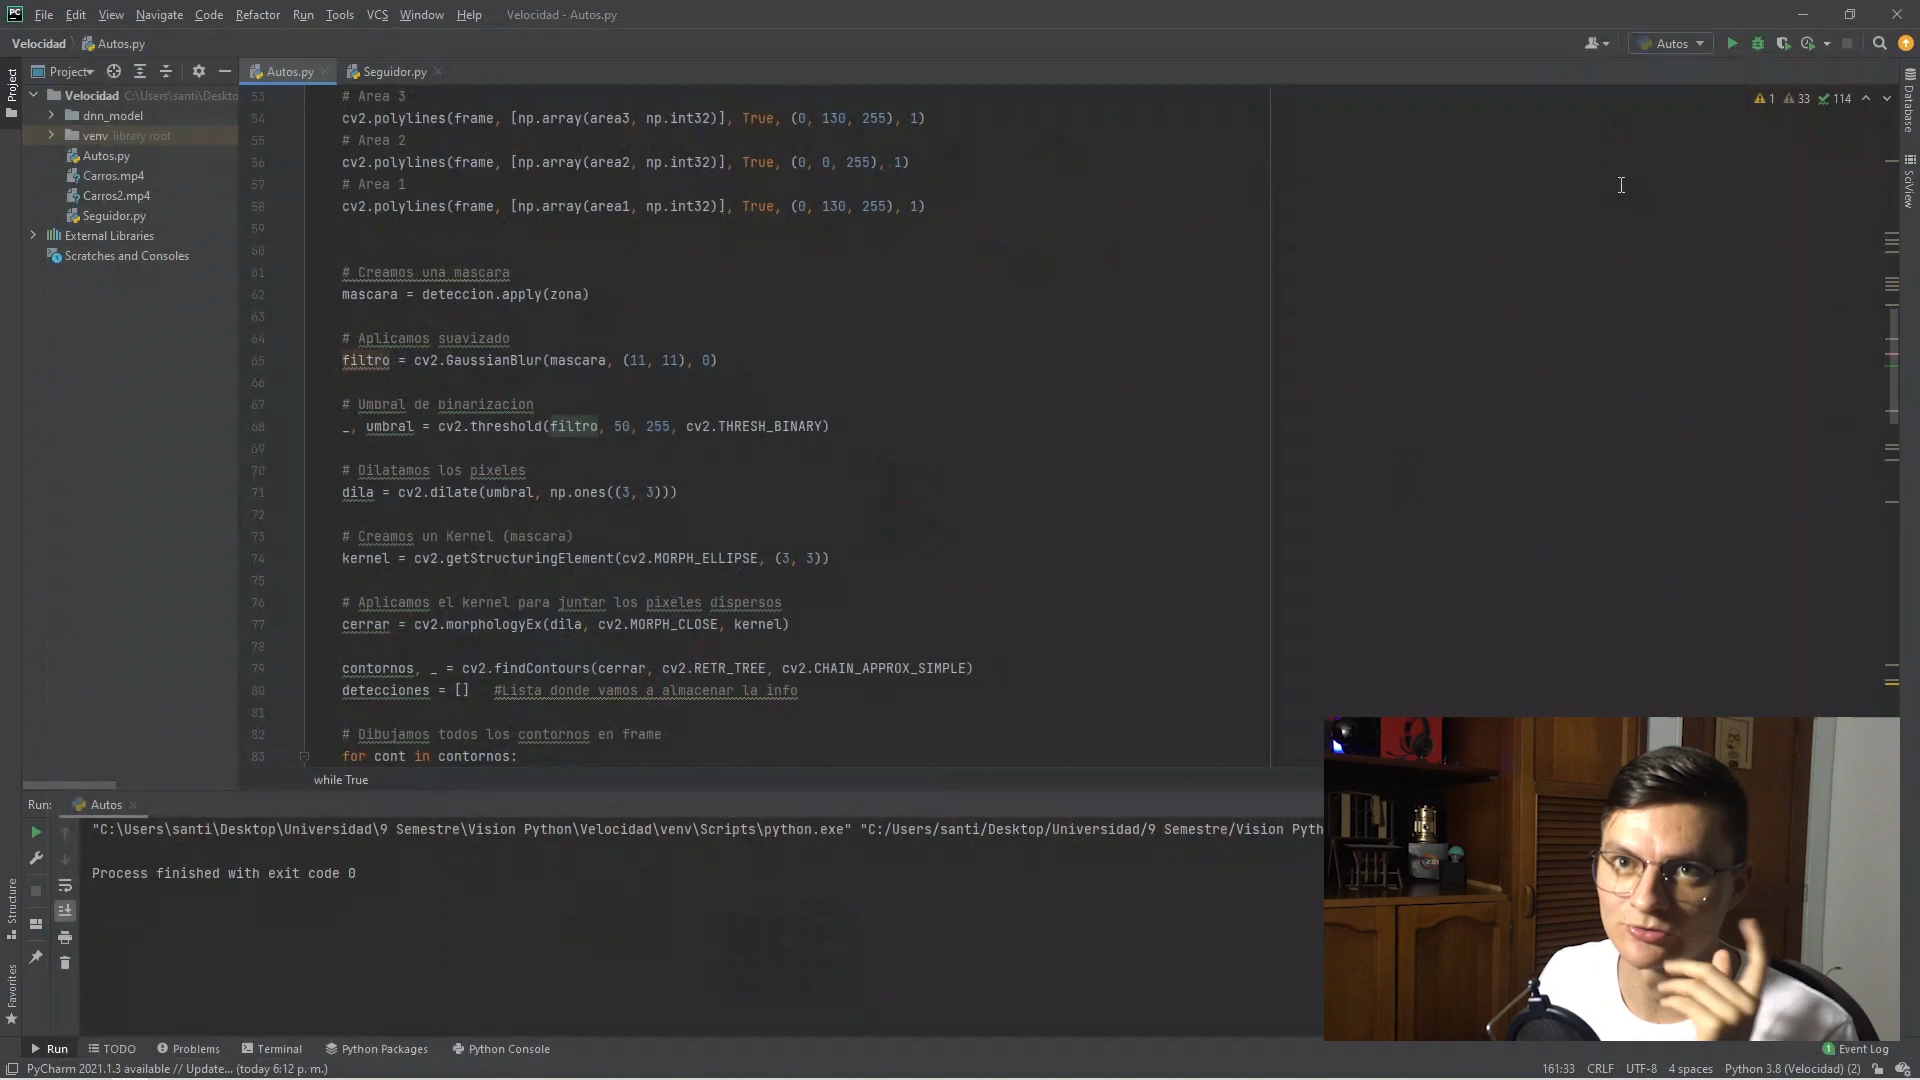 PC File Edit View Navigate Code Refactor Run Tools VCS Window Help Velocidad - Autos.py
Velocidad Autos.py Autos
Project Autos.py Seguidor.py
Project
Velocidad C:\Users\santi\Deskto
dnn_model
venv library root
Autos.py
Carros.mp4
Carros2.mp4
Seguidor.py
External Libraries
Scratches and Consoles
1 33 114
Database
SciView
53 # Area 3
54 cv2.polylines(frame, [np.array(area3, np.int32)], True, (0, 130, 255), 1)
55 # Area 2
56 cv2.polylines(frame, [np.array(area2, np.int32)], True, (0, 0, 255), 1)
57 # Area 1
58 cv2.polylines(frame, [np.array(area1, np.int32)], True, (0, 130, 255), 1)
59
60
61 # Creamos una mascara
62 mascara = deteccion.apply(zona)
63
64 # Aplicamos suavizado
65 filtro = cv2.GaussianBlur(mascara, (11, 11), 0)
66
67 # Umbral de binarizacion
68 _, umbral = cv2.threshold(filtro, 50, 255, cv2.THRESH_BINARY)
69
70 # Dilatamos los pixeles
71 dila = cv2.dilate(umbral, np.ones((3, 3)))
72
73 # Creamos un Kernel (mascara)
74 kernel = cv2.getStructuringElement(cv2.MORPH_ELLIPSE, (3, 3))
75
76 # Aplicamos el kernel para juntar los pixeles dispersos
77 cerrar = cv2.morphologyEx(dila, cv2.MORPH_CLOSE, kernel)
78
79 contornos, _ = cv2.findContours(cerrar, cv2.RETR_TREE, cv2.CHAIN_APPROX_SIMPLE)
80 detecciones = [] #Lista donde vamos a almacenar la info
81
82 # Dibujamos todos los contornos en frame
83 for cont in contornos:
while True
Run: Autos
"C:\Users\santi\Desktop\Universidad\9 Semestre\Vision Python\Velocidad\venv\Scripts\python.exe" "C:/Users/santi/Desktop/Universidad/9 Semestre/Vision Pyth
Process finished with exit code 0
Structure
Favorites
Run TODO Problems Terminal Python Packages Python Console 1 Event Log
PyCharm 2021.1.3 available // Update... (today 6:12 p. m.) 161:33 CRLF UTF-8 4 spaces Python 3.8 (Velocidad) (2)